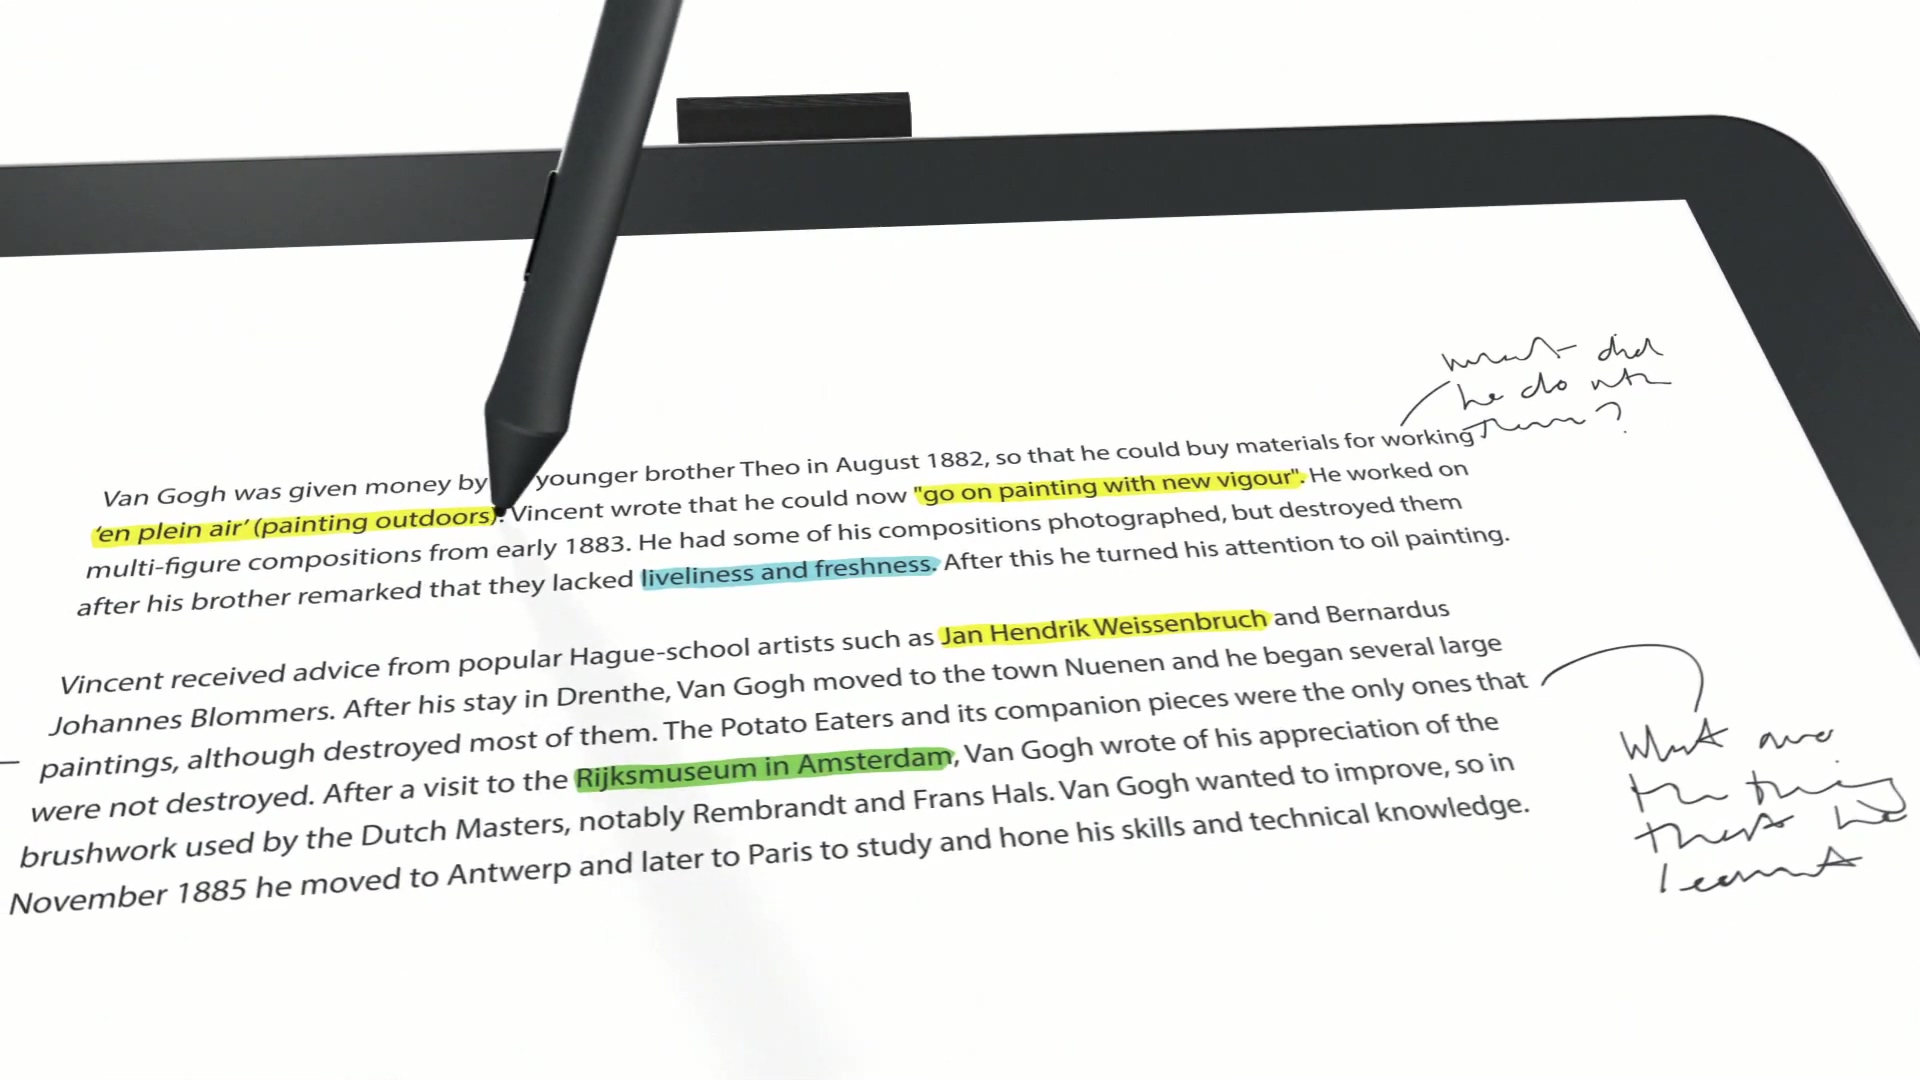 what did
he do with
them?
Van Gogh was given money by younger brother Theo in August 1882, so that he could buy materials for working
'en plein air' (painting outdoors). Vincent wrote that he could now "go on painting with new vigour". He worked on
multi-figure compositions from early 1883. He had some of his compositions photographed, but destroyed them
after his brother remarked that they lacked liveliness and freshness. After this he turned his attention to oil painting.
Vincent received advice from popular Hague-school artists such as Jan Hendrik Weissenbruch and Bernardus
Johannes Blommers. After his stay in Drenthe, Van Gogh moved to the town Nuenen and he began several large
paintings, although destroyed most of them. The Potato Eaters and its companion pieces were the only ones that
were not destroyed. After a visit to the Rijksmuseum in Amsterdam, Van Gogh wrote of his appreciation of the
brushwork used by the Dutch Masters, notably Rembrandt and Frans Hals. Van Gogh wanted to improve, so in
November 1885 he moved to Antwerp and later to Paris to study and hone his skills and technical knowledge.
What are
the things
that he
learnt